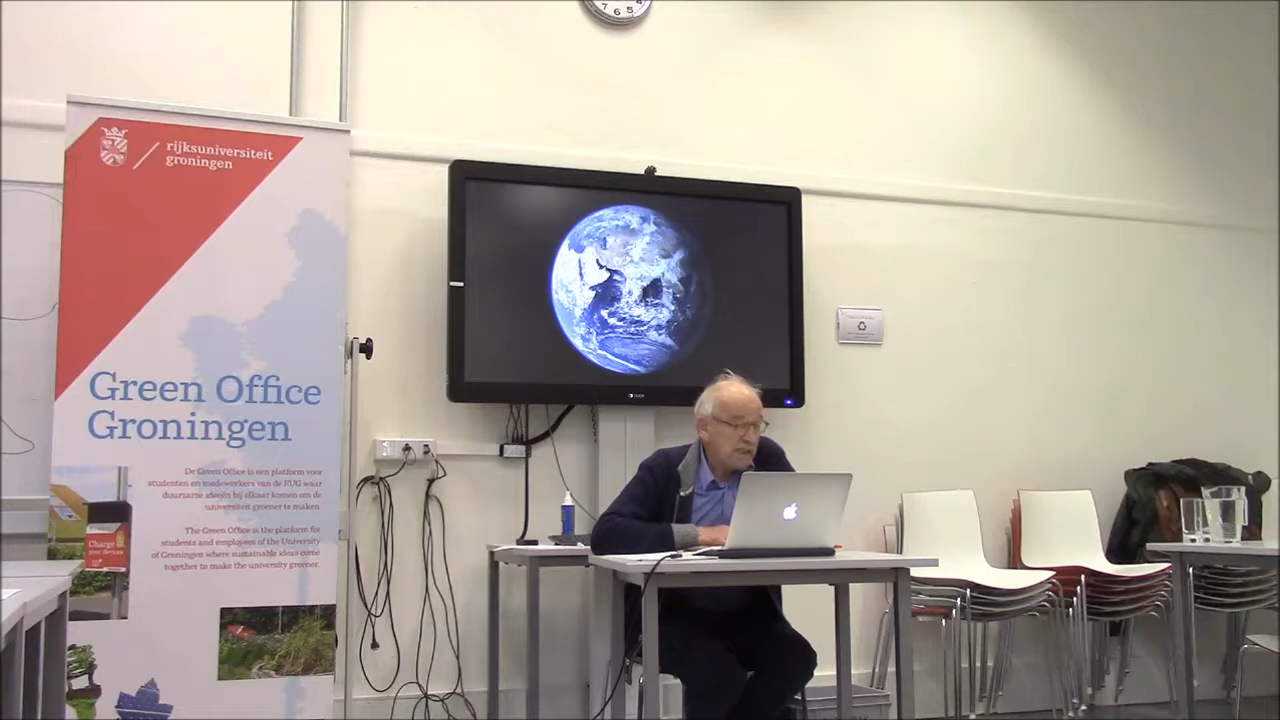 7 6 5
rijksuniversiteit
groningen
Green Office
Groningen
De Green Office is een platform voor
studenten en medewerkers van de RUG waar
duurzame ideeën bij elkaar komen om de
universiteit groener te maken.
The Green Office is the platform for
students and employees of the University
of Groningen where sustainable ideas come
together to make the university greener.
Charge
your devices